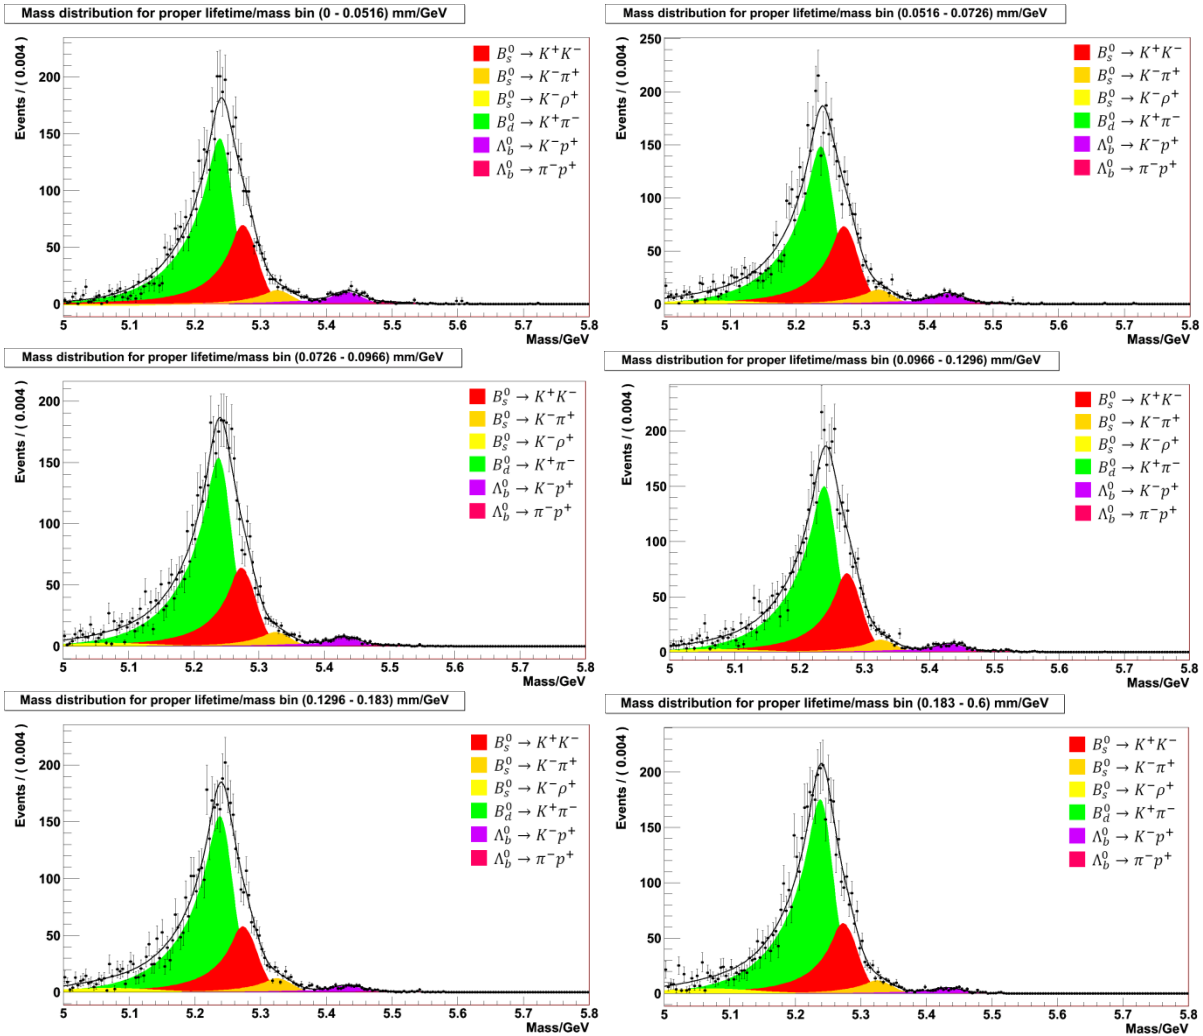 Mass distribution for proper lifetime/mass bin (0 - 0.0516) mm/GeV
Events / ( 0.004 )
200
150
100
50
0
5 5.1 5.2 5.3 5.4 5.5 5.6 5.7 5.8
Mass/GeV
B_s^0 → K^+K^-
B_s^0 → K^-π^+
B_s^0 → K^-ρ^+
B_d^0 → K^+π^-
Λ_b^0 → K^-p^+
Λ_b^0 → π^-p^+
Mass distribution for proper lifetime/mass bin (0.0516 - 0.0726) mm/GeV
Events / ( 0.004 )
250
200
150
100
50
0
5 5.1 5.2 5.3 5.4 5.5 5.6 5.7 5.8
Mass/GeV
B_s^0 → K^+K^-
B_s^0 → K^-π^+
B_s^0 → K^-ρ^+
B_d^0 → K^+π^-
Λ_b^0 → K^-p^+
Λ_b^0 → π^-p^+
Mass distribution for proper lifetime/mass bin (0.0726 - 0.0966) mm/GeV
Events / ( 0.004 )
200
150
100
50
0
5 5.1 5.2 5.3 5.4 5.5 5.6 5.7 5.8
Mass/GeV
B_s^0 → K^+K^-
B_s^0 → K^-π^+
B_s^0 → K^-ρ^+
B_d^0 → K^+π^-
Λ_b^0 → K^-p^+
Λ_b^0 → π^-p^+
Mass distribution for proper lifetime/mass bin (0.0966 - 0.1296) mm/GeV
Events / ( 0.004 )
200
150
100
50
0
5 5.1 5.2 5.3 5.4 5.5 5.6 5.7 5.8
Mass/GeV
B_s^0 → K^+K^-
B_s^0 → K^-π^+
B_s^0 → K^-ρ^+
B_d^0 → K^+π^-
Λ_b^0 → K^-p^+
Λ_b^0 → π^-p^+
Mass distribution for proper lifetime/mass bin (0.1296 - 0.183) mm/GeV
Events / ( 0.004 )
200
150
100
50
0
5 5.1 5.2 5.3 5.4 5.5 5.6 5.7 5.8
Mass/GeV
B_s^0 → K^+K^-
B_s^0 → K^-π^+
B_s^0 → K^-ρ^+
B_d^0 → K^+π^-
Λ_b^0 → K^-p^+
Λ_b^0 → π^-p^+
Mass distribution for proper lifetime/mass bin (0.183 - 0.6) mm/GeV
Events / ( 0.004 )
200
150
100
50
0
5 5.1 5.2 5.3 5.4 5.5 5.6 5.7 5.8
Mass/GeV
B_s^0 → K^+K^-
B_s^0 → K^-π^+
B_s^0 → K^-ρ^+
B_d^0 → K^+π^-
Λ_b^0 → K^-p^+
Λ_b^0 → π^-p^+